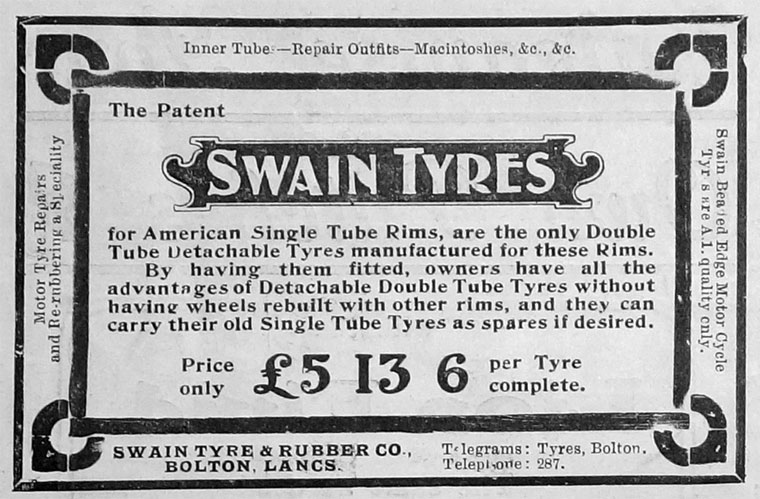 Inner Tubes—Repair Outfits—Macintoshes, &c., &c.
The Patent
SWAIN TYRES
for American Single Tube Rims, are the only Double
Tube Detachable Tyres manufactured for these Rims.
By having them fitted, owners have all the
advantages of Detachable Double Tube Tyres without
having wheels rebuilt with other rims, and they can
carry their old Single Tube Tyres as spares if desired.
Price
only
£5 13 6
per Tyre
complete.
Motor Tyre Repairs
and Re-rubbering a Speciality
Swain Beaded Edge Motor Cycle
Tyres are A.1. quality only.
SWAIN TYRE & RUBBER CO.,
BOLTON, LANCS.
Telegrams: Tyres, Bolton.
Telephone: 287.